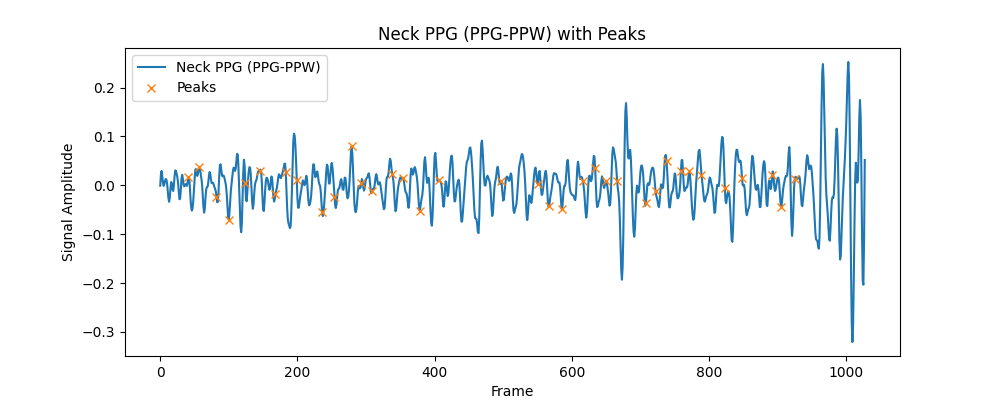 Neck PPG (PPG-PPW) with Peaks
Neck PPG (PPG-PPW)
Peaks
Signal Amplitude
0.2
0.1
0.0
−0.1
−0.2
−0.3
0 200 400 600 800 1000
Frame